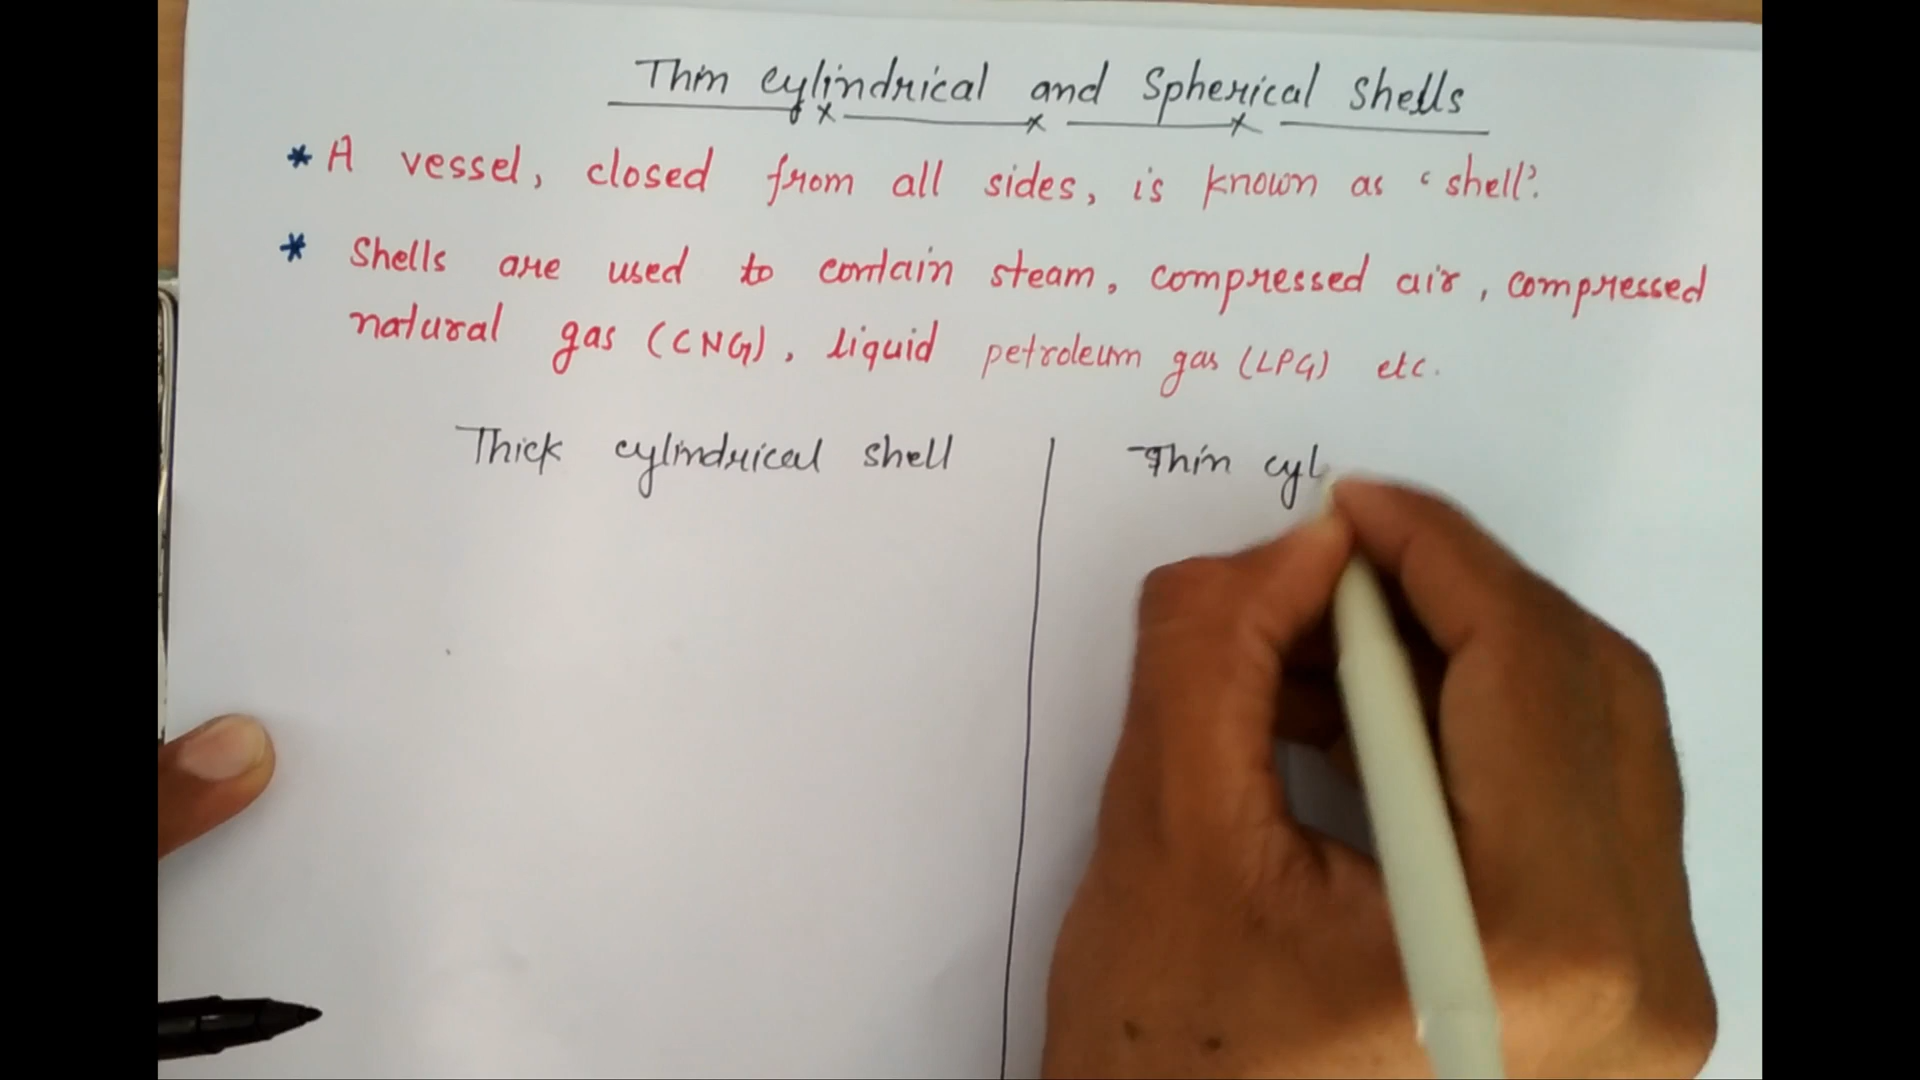 Thin cylindrical and Spherical Shells
* A vessel, closed from all sides, is known as 'shell'.
* Shells are used to contain steam, compressed air, compressed
natural gas (CNG), liquid petroleum gas (LPG) etc.
Thick cylindrical shell
Thin cyl